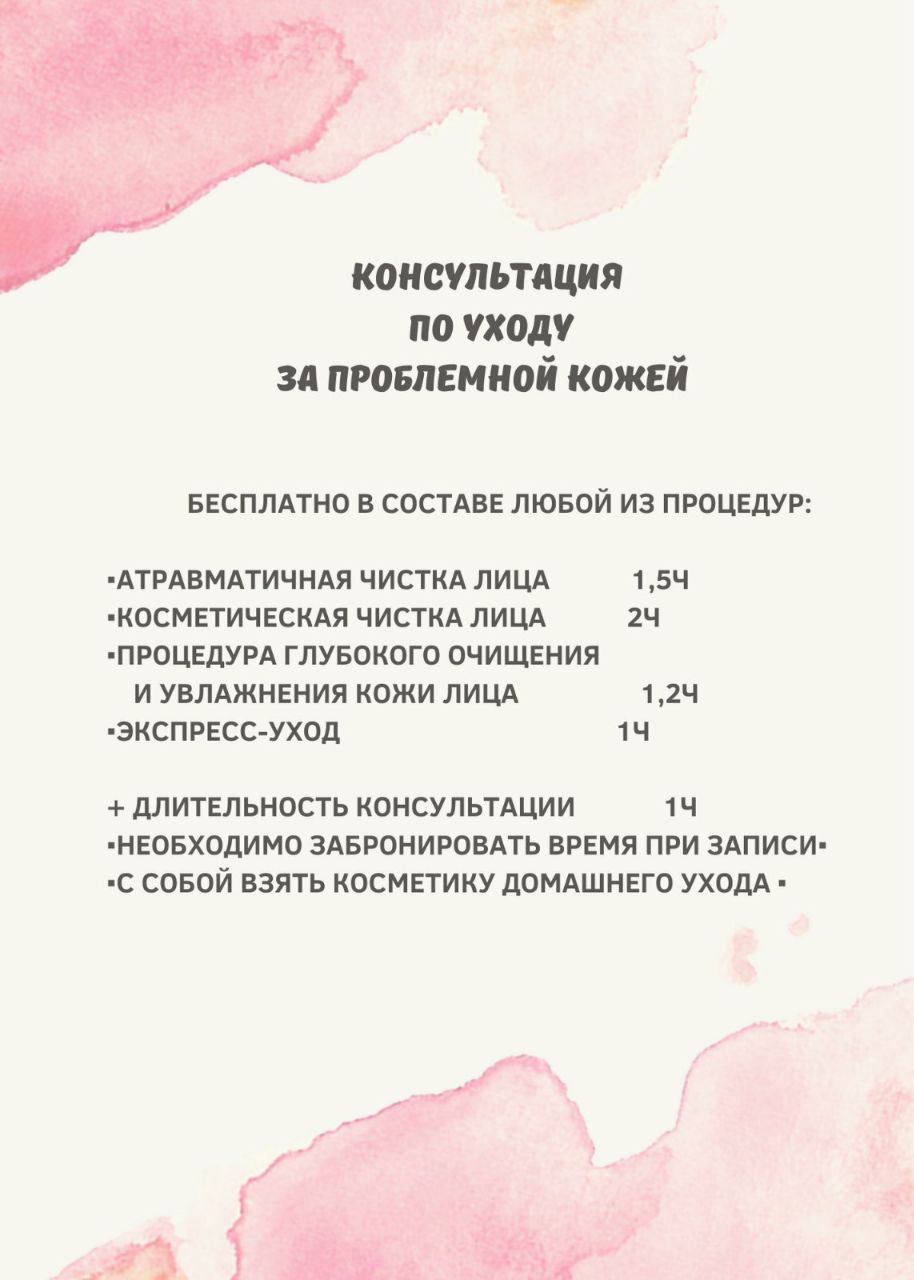 КОНСУЛЬТАЦИЯ
ПО УХОДУ
ЗА ПРОБЛЕМНОЙ КОЖЕЙ
БЕСПЛАТНО В СОСТАВЕ ЛЮБОЙ ИЗ ПРОЦЕДУР:
▪АТРАВМАТИЧНАЯ ЧИСТКА ЛИЦА 1,5Ч
▪КОСМЕТИЧЕСКАЯ ЧИСТКА ЛИЦА 2Ч
▪ПРОЦЕДУРА ГЛУБОКОГО ОЧИЩЕНИЯ
И УВЛАЖНЕНИЯ КОЖИ ЛИЦА 1,2Ч
▪ЭКСПРЕСС-УХОД 1Ч
+ ДЛИТЕЛЬНОСТЬ КОНСУЛЬТАЦИИ 1Ч
▪НЕОБХОДИМО ЗАБРОНИРОВАТЬ ВРЕМЯ ПРИ ЗАПИСИ▪
▪С СОБОЙ ВЗЯТЬ КОСМЕТИКУ ДОМАШНЕГО УХОДА ▪